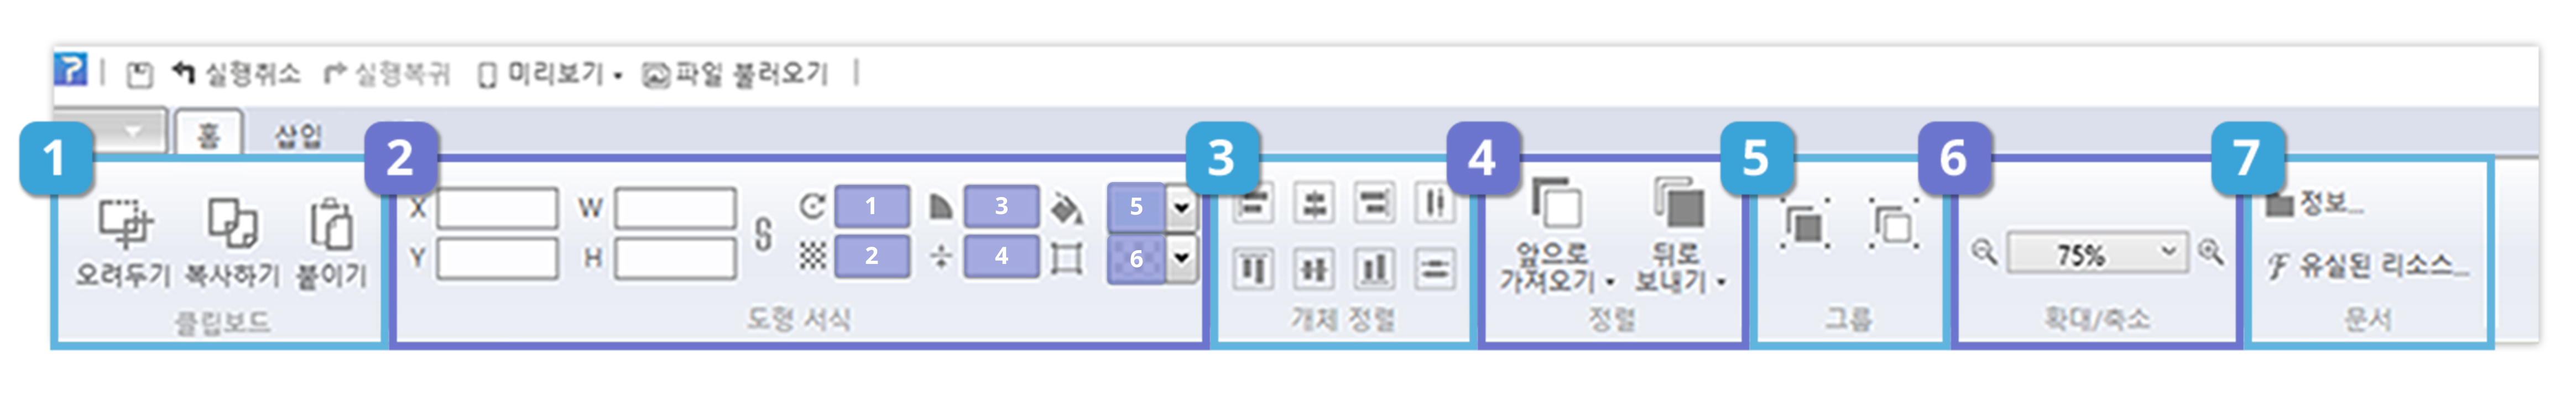 실행취소 실행복귀 미리보기 파일 불러오기
홈 삽입
1 2 3 4 5 6 7
X W 1 3 5
Y H 2 4 6
오려두기 복사하기 붙이기
클립보드
도형 서식
개체 정렬
앞으로 뒤로
가져오기 보내기
정렬
그룹
75%
확대/축소
정보...
유실된 리소스...
문서